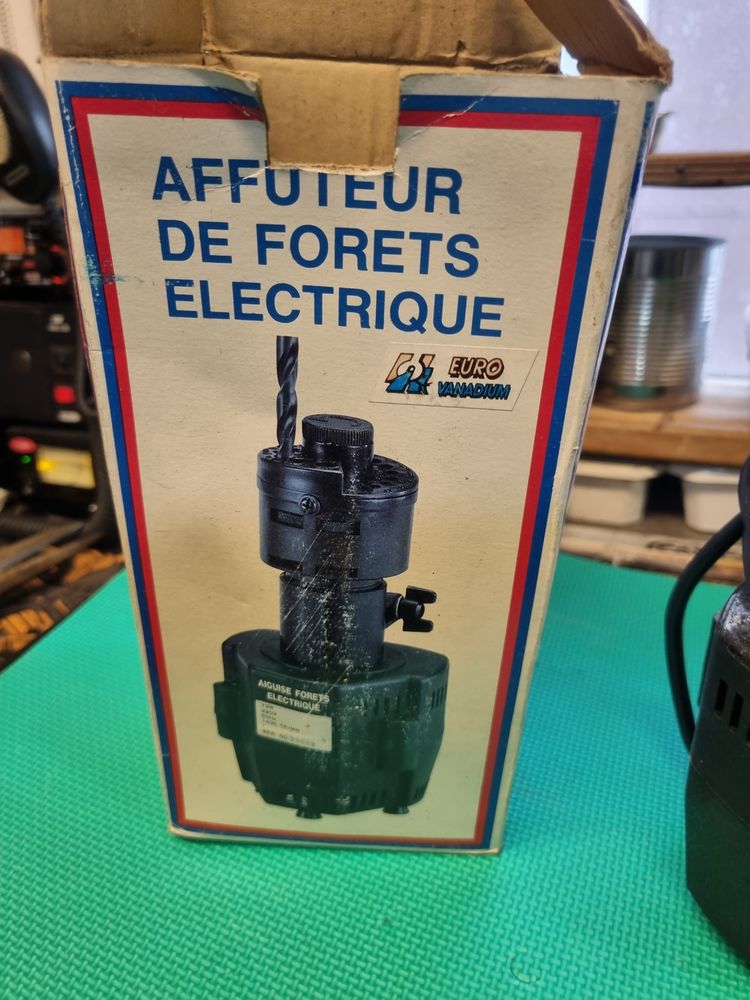 AFFUTEUR
DE FORETS
ELECTRIQUE
EURO
VANADIUM
AIGUISE FORETS
ELECTRIQUE